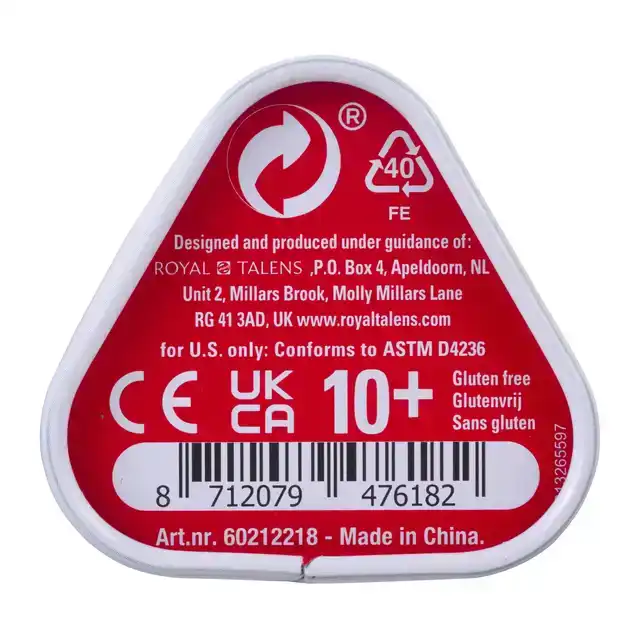 ®
40
FE
Designed and produced under guidance of:
ROYAL TALENS ,P.O. Box 4, Apeldoorn, NL
Unit 2, Millars Brook, Molly Millars Lane
RG 41 3AD, UK www.royaltalens.com
for U.S. only: Conforms to ASTM D4236
CE UK CA 10+
Gluten free
Glutenvrij
Sans gluten
13265597
8 712079 476182
Art.nr. 60212218 - Made in China.